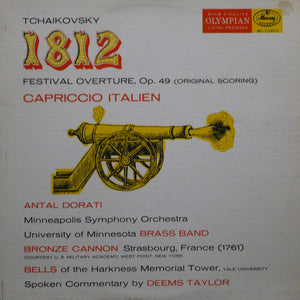 TCHAIKOVSKY
HIGH FIDELITY
OLYMPIAN
LIVING PRESENCE
Mercury
1812
FESTIVAL OVERTURE, Op. 49 (ORIGINAL SCORING)
CAPRICCIO ITALIEN
ANTAL DORATI
Minneapolis Symphony Orchestra
University of Minnesota BRASS BAND
BRONZE CANNON Strasbourg, France (1761)
COURTESY U. S. MILITARY ACADEMY, WEST POINT, NEW YORK
BELLS of the Harkness Memorial Tower, YALE UNIVERSITY
Spoken Commentary by DEEMS TAYLOR